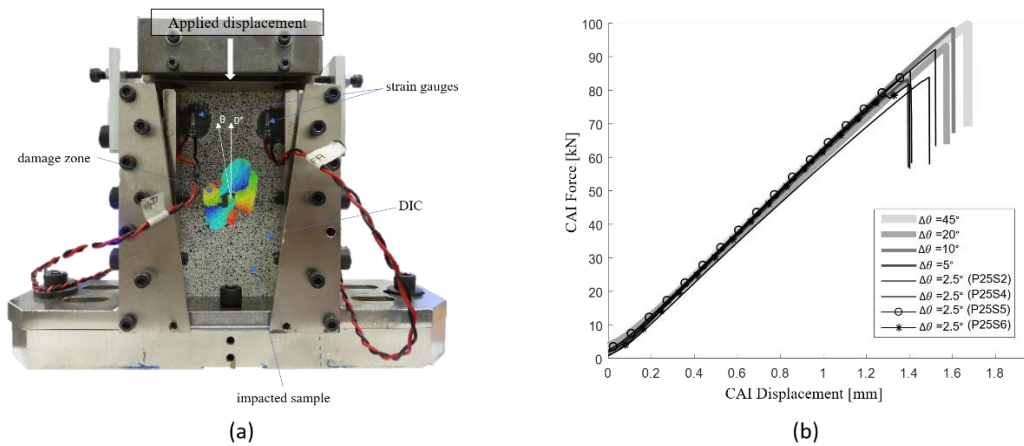 Applied displacement
strain gauges
θ
0°
damage zone
DIC
impacted sample
(a)
CAI Force [kN]
100
90
80
70
60
50
40
30
20
10
0
0
0.2
0.4
0.6
0.8
1.0
1.2
1.4
1.6
1.8
CAI Displacement [mm]
Δθ =45°
Δθ =20°
Δθ =10°
Δθ =5°
Δθ =2.5° (P25S2)
Δθ =2.5° (P25S4)
Δθ =2.5° (P25S5)
Δθ =2.5° (P25S6)
(b)